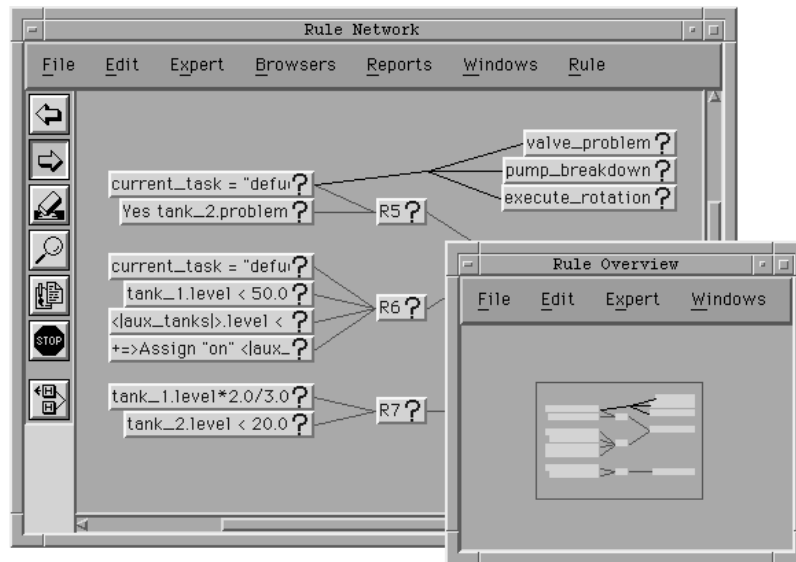 Rule Network
File Edit Expert Browsers Reports Windows Rule
valve_problem ?
pump_breakdown ?
execute_rotation ?
current_task = "defu ?
Yes tank_2.problem ?
R5 ?
current_task = "defu ?
tank_1.level < 50.0 ?
<|aux_tanks|>.level < ?
+=>Assign "on" <|aux_ ?
R6 ?
tank_1.level*2.0/3.0 ?
tank_2.level < 20.0 ?
R7 ?
STOP
H
H
Rule Overview
File Edit Expert Windows